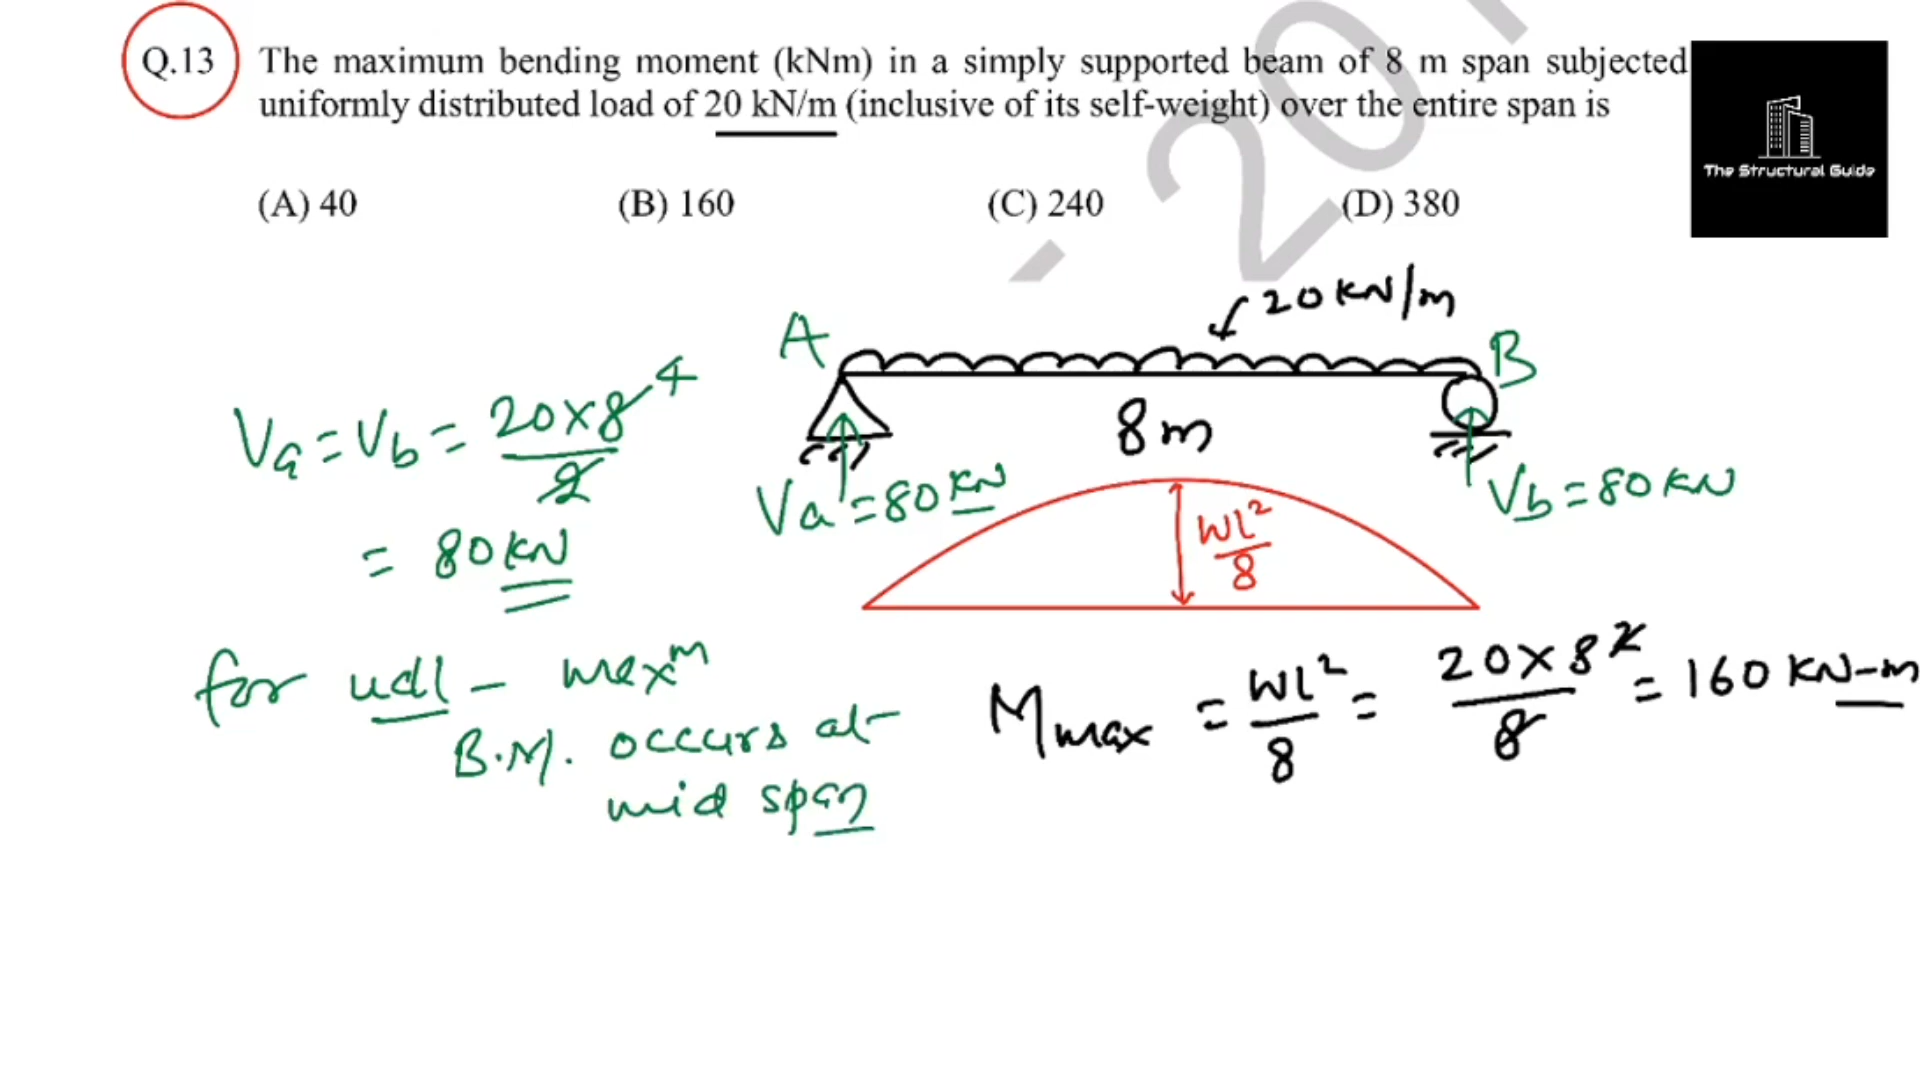 Q.13 The maximum bending moment (kNm) in a simply supported beam of 8 m span subjected
uniformly distributed load of 20 kN/m (inclusive of its self-weight) over the entire span is
(A) 40 (B) 160 (C) 240 (D) 380
The Structural Guide
- 201
20 KN/m
A
B
8 m
Va = Vb = 20×8 4
2
= 80 KN
Va = 80 KN
Vb = 80 KN
Wl²
8
for udl - maxᵐ
B.M. occurs at
mid span
Mmax = Wl² = 20×8² = 160 KN-m
8 8